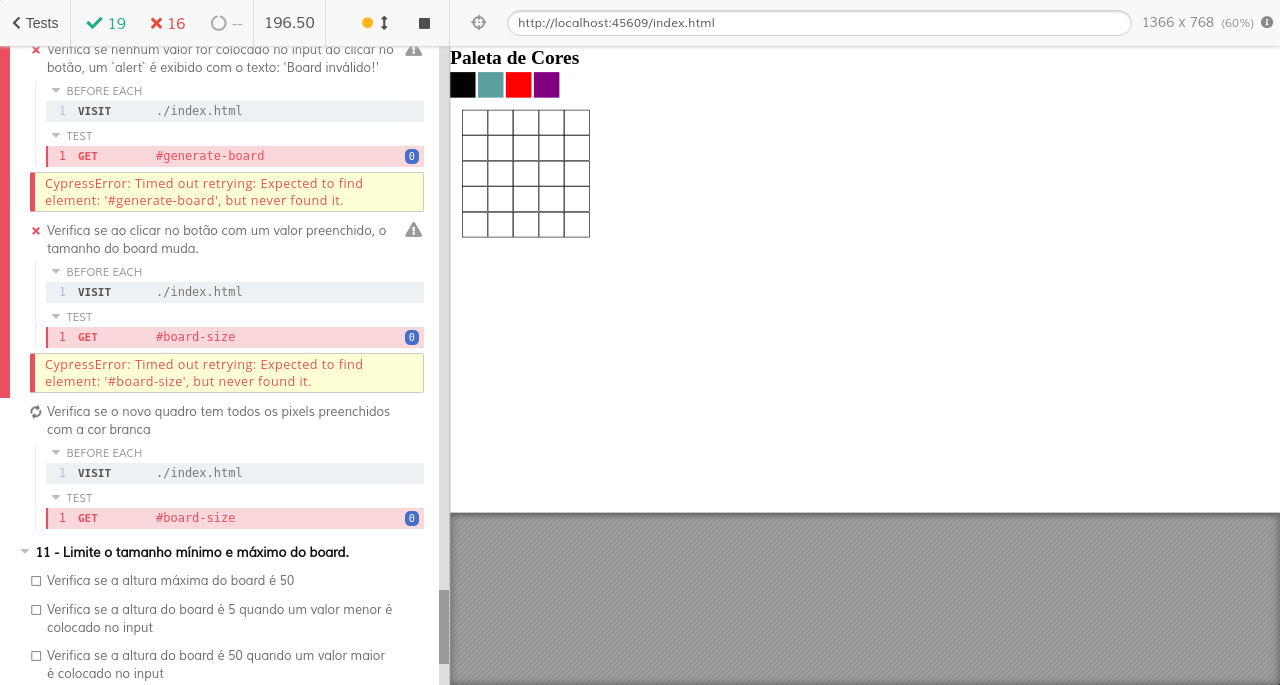 Tests
19
16
--
196.50
http://localhost:45609/index.html
1366 x 768 (60%)
Verifica se nenhum valor for colocado no input ao clicar no
botão, um `alert` é exibido com o texto: 'Board inválido!'
BEFORE EACH
1 VISIT ./index.html
TEST
1 GET #generate-board 0
CypressError: Timed out retrying: Expected to find
element: '#generate-board', but never found it.
Verifica se ao clicar no botão com um valor preenchido, o
tamanho do board muda.
BEFORE EACH
1 VISIT ./index.html
TEST
1 GET #board-size 0
CypressError: Timed out retrying: Expected to find
element: '#board-size', but never found it.
Verifica se o novo quadro tem todos os pixels preenchidos
com a cor branca
BEFORE EACH
1 VISIT ./index.html
TEST
1 GET #board-size 0
11 - Limite o tamanho mínimo e máximo do board.
Verifica se a altura máxima do board é 50
Verifica se a altura do board é 5 quando um valor menor é
colocado no input
Verifica se a altura do board é 50 quando um valor maior
é colocado no input
Paleta de Cores